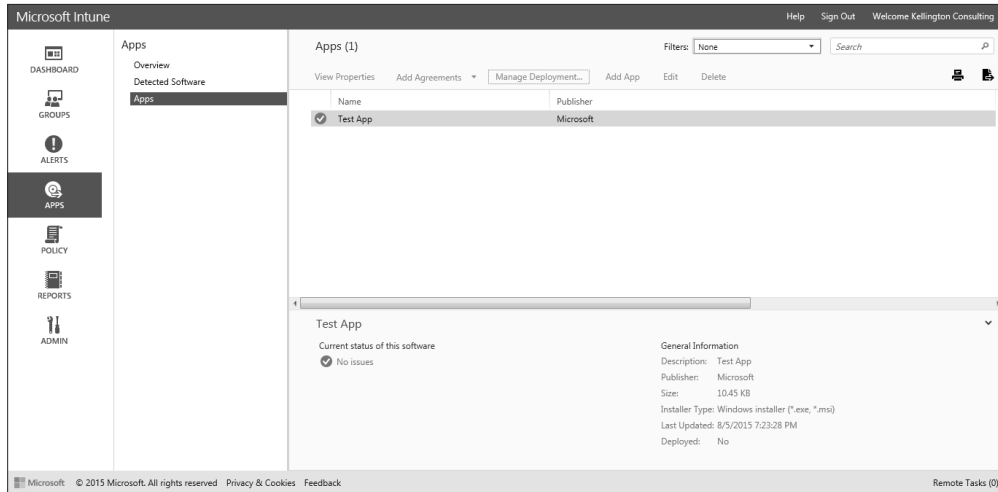 Microsoft Intune
Help Sign Out Welcome Kellington Consulting
DASHBOARD
GROUPS
ALERTS
APPS
POLICY
REPORTS
ADMIN
Apps
Overview
Detected Software
Apps
Apps (1)
Filters: None
Search
View Properties Add Agreements Manage Deployment... Add App Edit Delete
Name Publisher
Test App Microsoft
Test App
Current status of this software
No issues
General Information
Description: Test App
Publisher: Microsoft
Size: 10.45 KB
Installer Type: Windows installer (*.exe, *.msi)
Last Updated: 8/5/2015 7:23:28 PM
Deployed: No
Microsoft © 2015 Microsoft. All rights reserved Privacy & Cookies Feedback
Remote Tasks (0)